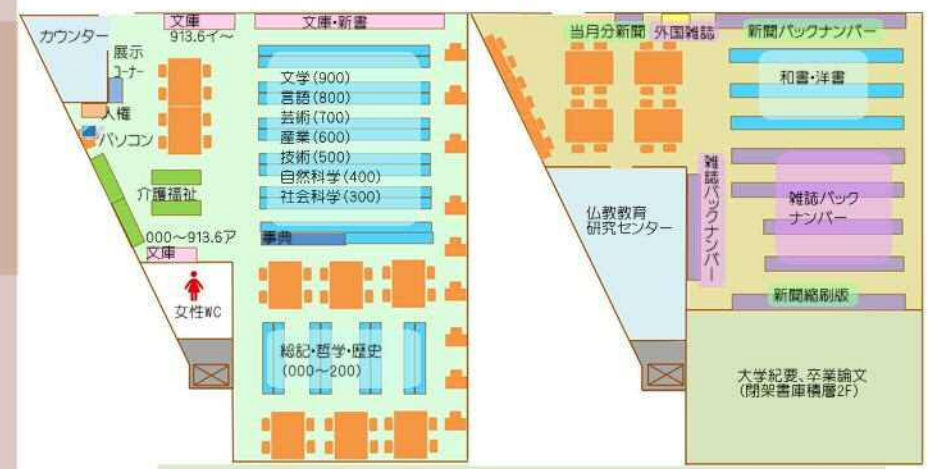 カウンター
文庫
913.6イ～
文庫・新書
展示
コーナー
人権
パソコン
介護福祉
000～913.6ア
文庫
女性WC
文学(900)
言語(800)
芸術(700)
産業(600)
技術(500)
自然科学(400)
社会科学(300)
事典
総記・哲学・歴史
(000～200)
当月分新聞
外国雑誌
新聞バックナンバー
和書・洋書
雑誌バックナンバー
雑誌バック
ナンバー
仏教教育
研究センター
新聞縮刷版
大学紀要、卒業論文
(閉架書庫積層2F)